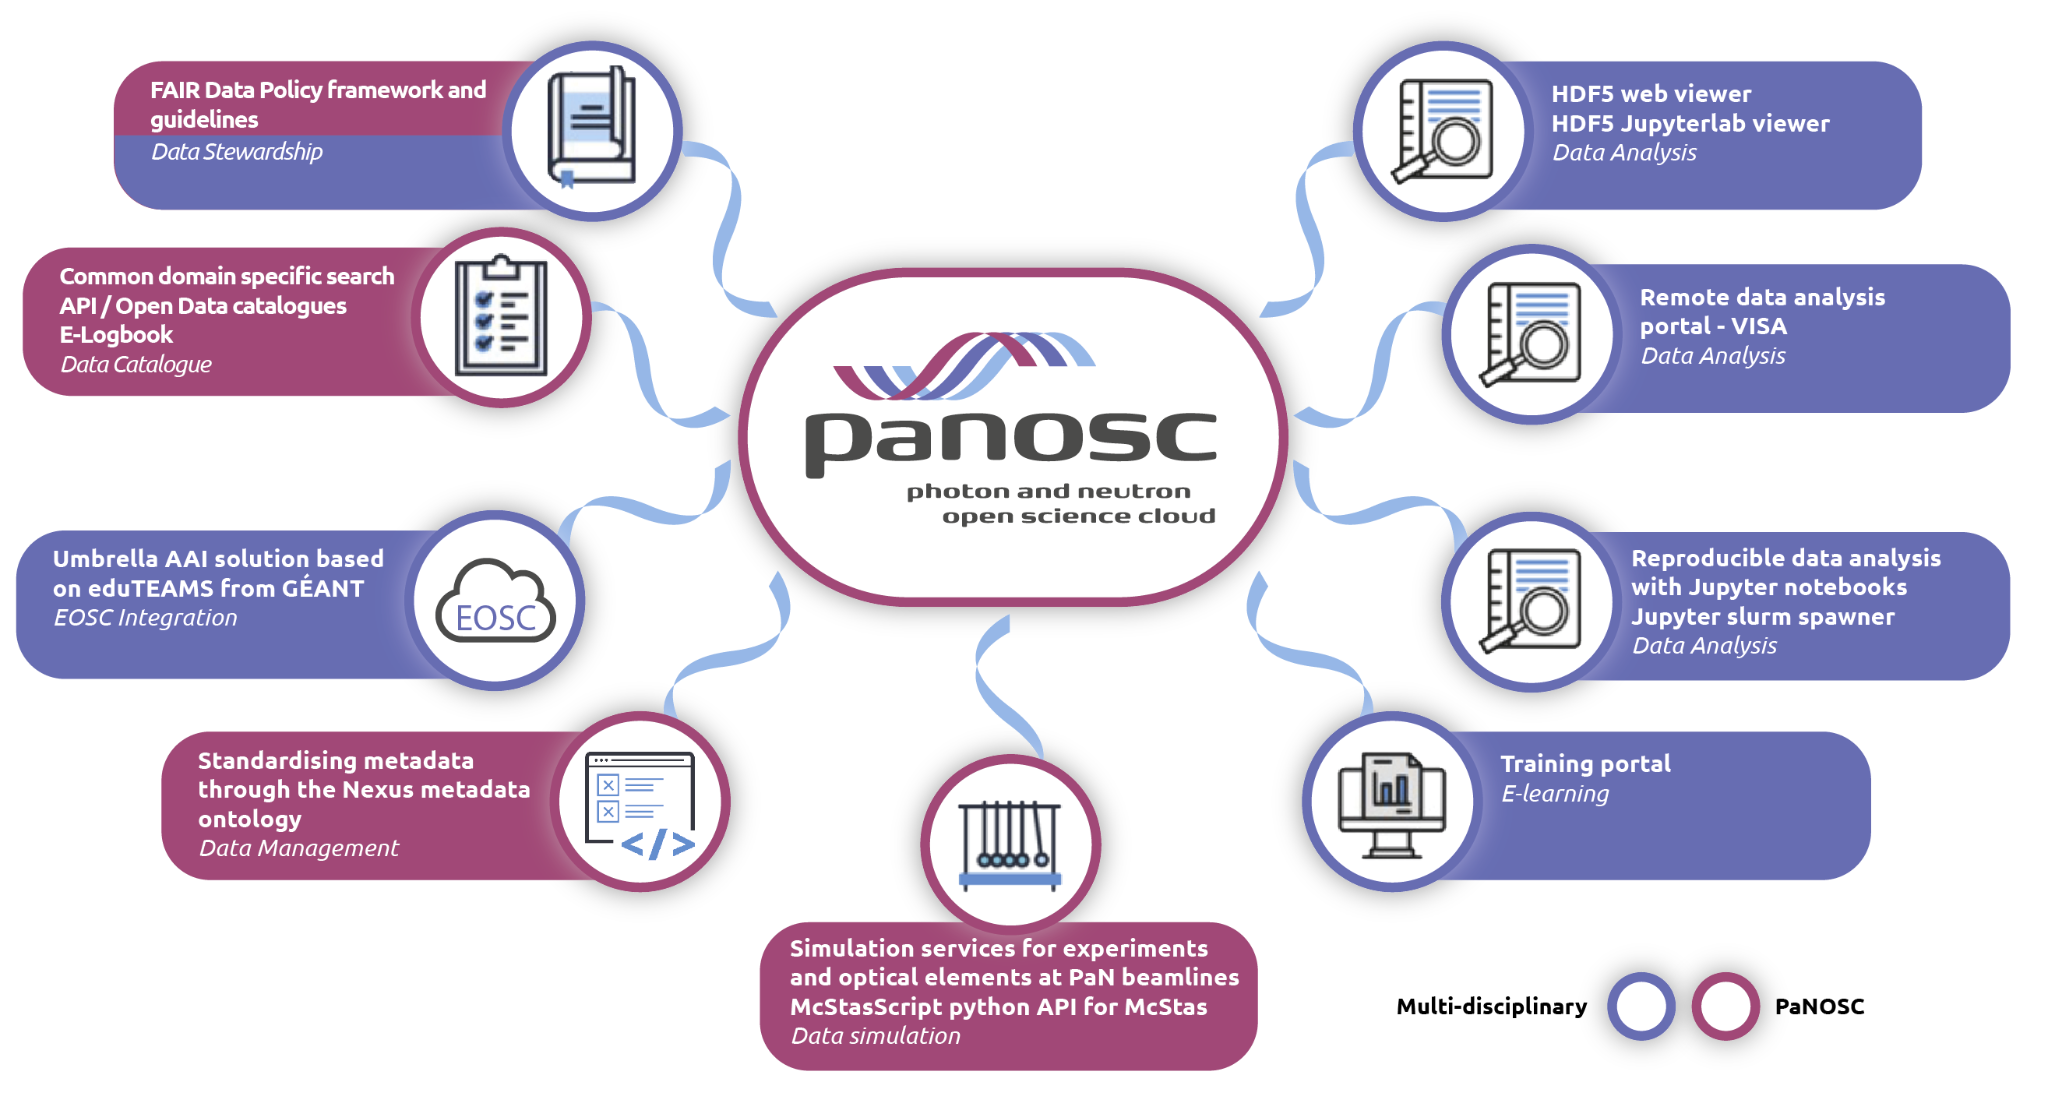 FAIR Data Policy framework and
guidelines
Data Stewardship
Common domain specific search
API / Open Data catalogues
E-Logbook
Data Catalogue
Umbrella AAI solution based
on eduTEAMS from GÉANT
EOSC Integration
EOSC
Standardising metadata
through the Nexus metadata
ontology
Data Management
panosc
photon and neutron
open science cloud
Simulation services for experiments
and optical elements at PaN beamlines
McStasScript python API for McStas
Data simulation
HDF5 web viewer
HDF5 Jupyterlab viewer
Data Analysis
Remote data analysis
portal - VISA
Data Analysis
Reproducible data analysis
with Jupyter notebooks
Jupyter slurm spawner
Data Analysis
Training portal
E-learning
Multi-disciplinary
PaNOSC